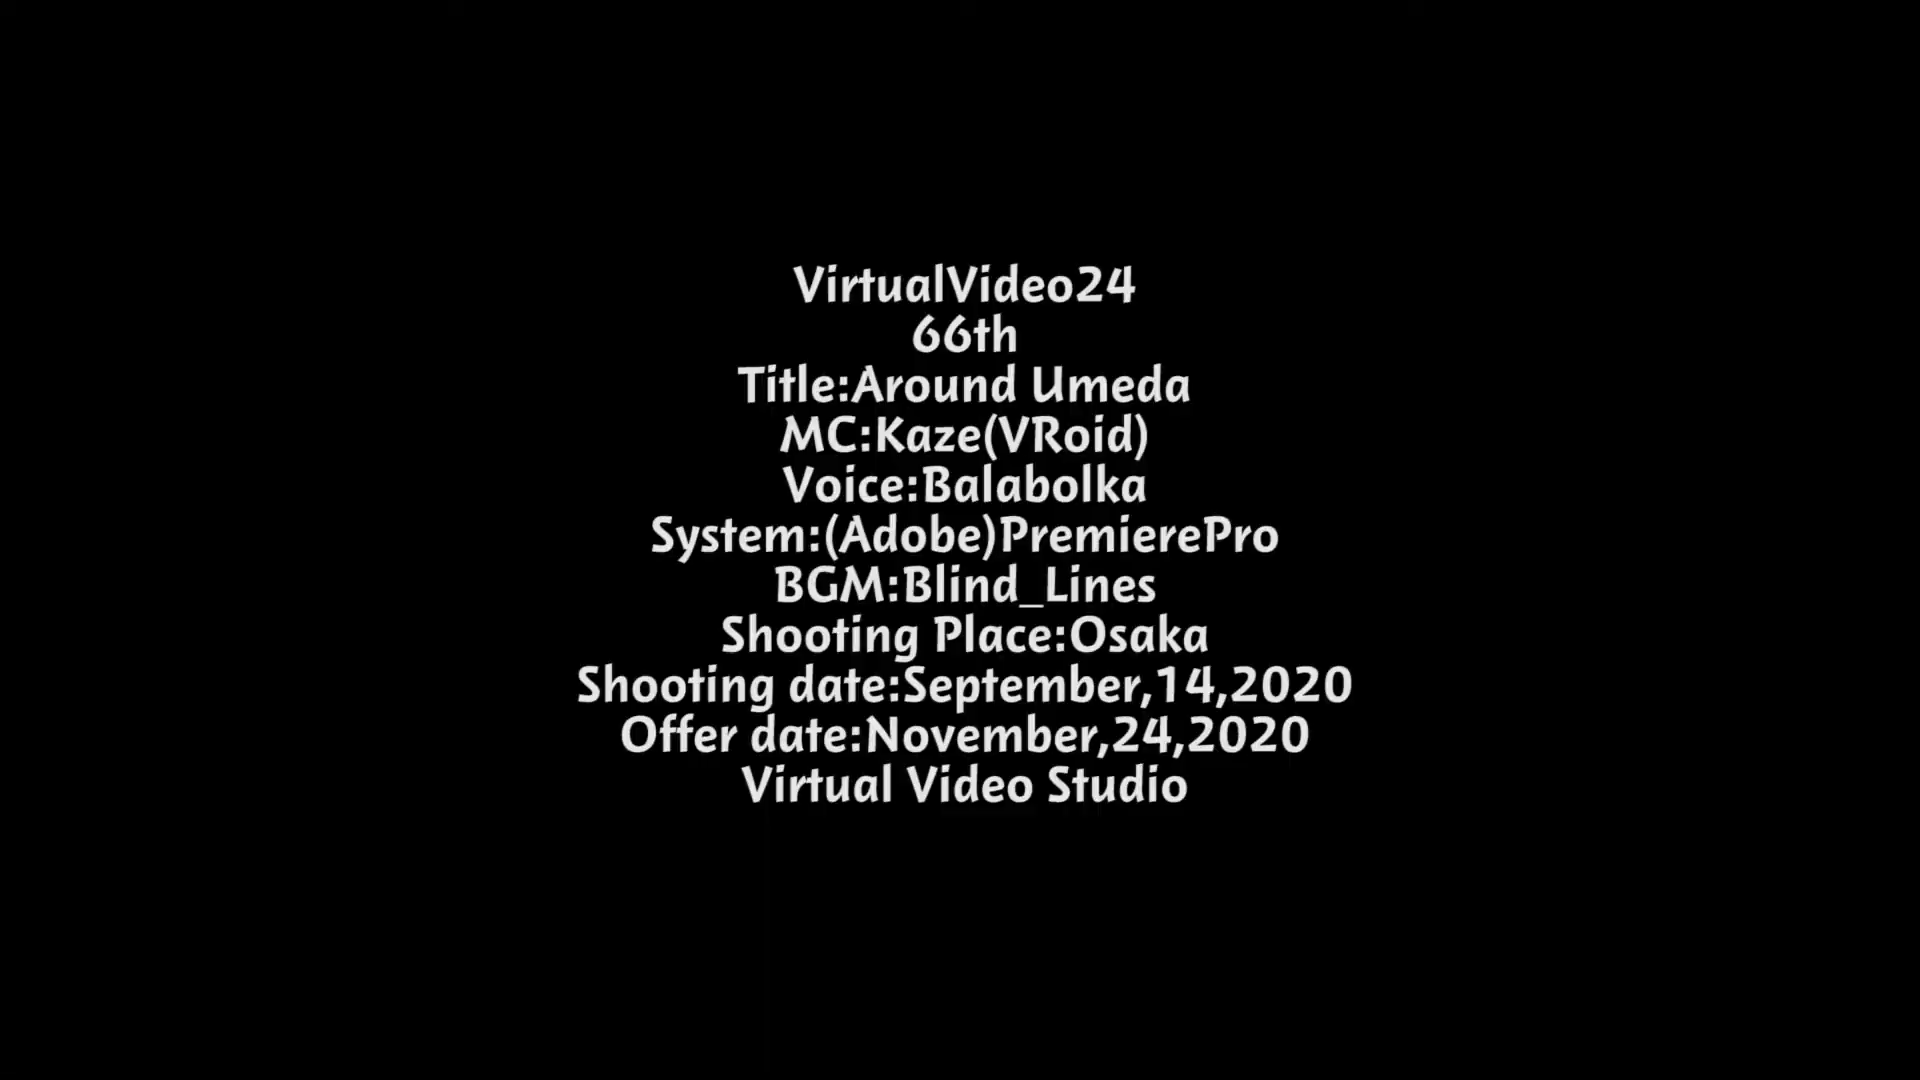 VirtualVideo24
66th
Title:Around Umeda
MC:Kaze(VRoid)
Voice:Balabolka
System:(Adobe)PremierePro
BGM:Blind_Lines
Shooting Place:Osaka
Shooting date:September,14,2020
Offer date:November,24,2020
Virtual Video Studio